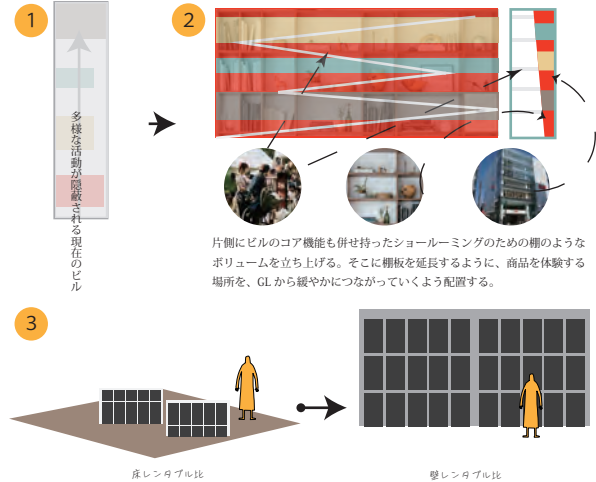 1
2
多様な活動が隠蔽される現在のビル
片側にビルのコア機能も併せ持ったショールーミングのための棚のような
ボリュームを立ち上げる。そこに棚板を延長するように、商品を体験する
場所を、GL から緩やかにつながっていくよう配置する。
3
床レンタブル比
壁レンタブル比